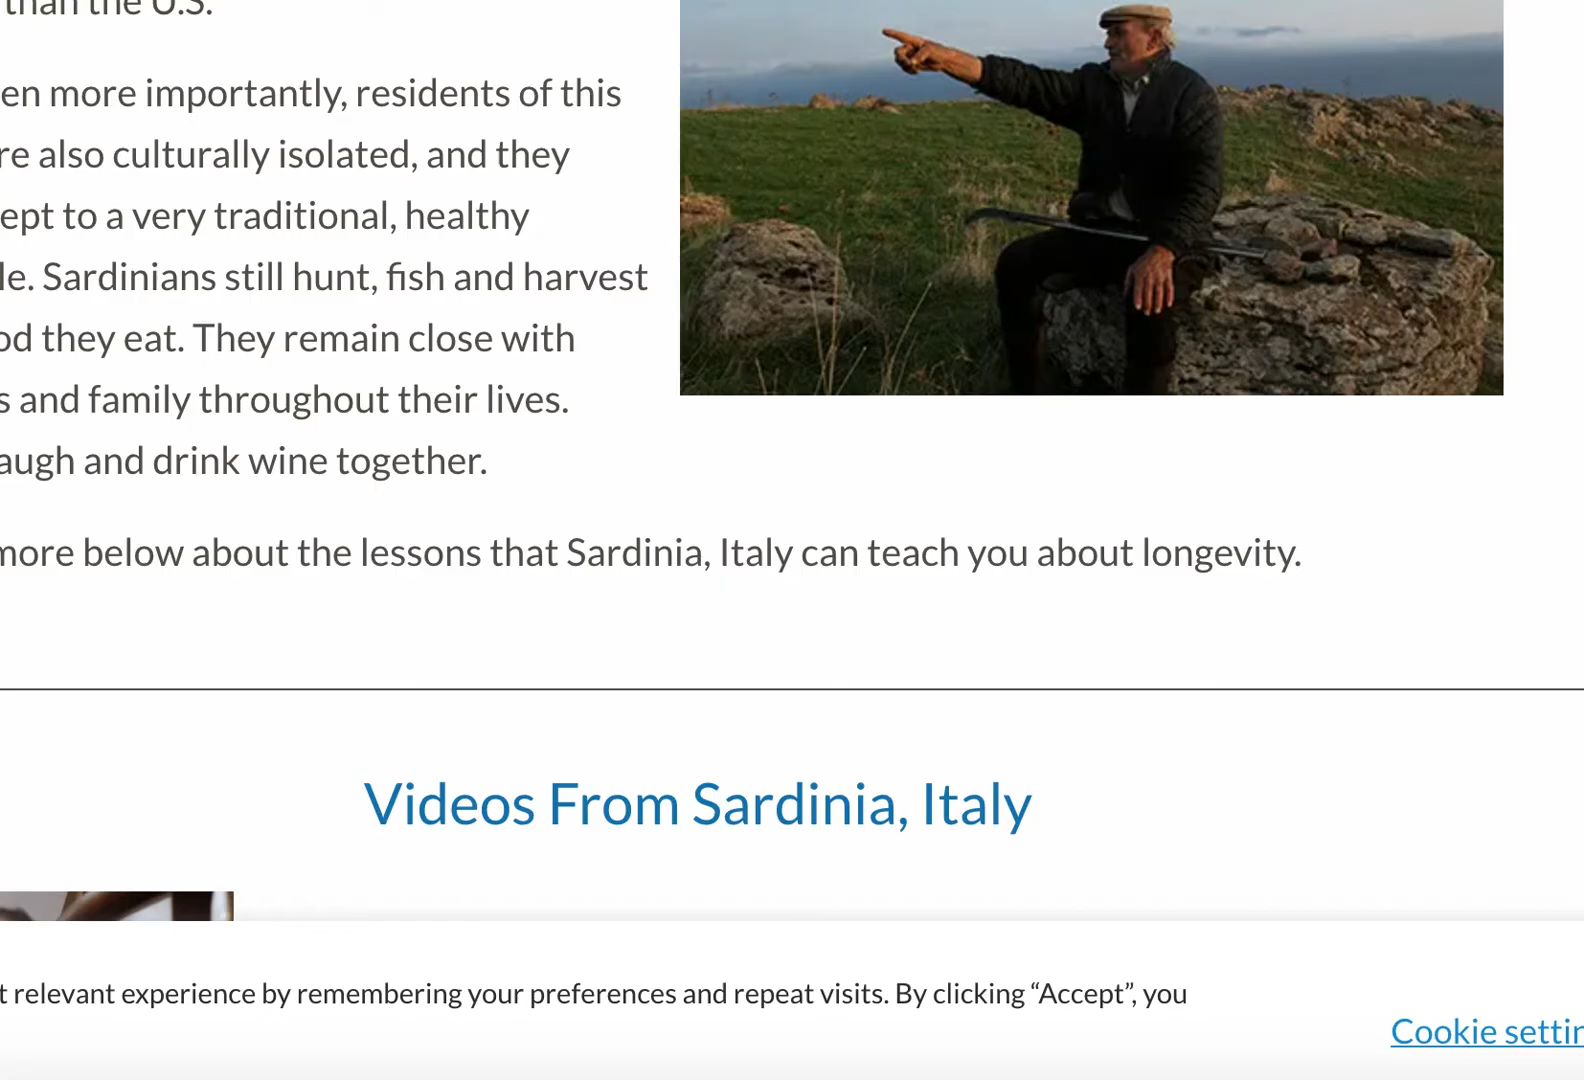 than the U.S.
en more importantly, residents of this
re also culturally isolated, and they
ept to a very traditional, healthy
le. Sardinians still hunt, fish and harvest
od they eat. They remain close with
s and family throughout their lives.
augh and drink wine together.
more below about the lessons that Sardinia, Italy can teach you about longevity.
Videos From Sardinia, Italy
t relevant experience by remembering your preferences and repeat visits. By clicking “Accept”, you
Cookie settin